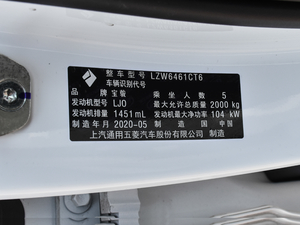 整车型号 LZW6461CT6
车辆识别代号
品牌 宝骏 乘坐人数 5
发动机型号 LJO 最大允许总质量 2000 kg
发动机排量 1451 mL 发动机最大净功率 104 kW
制造年月 2020-05 制造国 中国
上汽通用五菱汽车股份有限公司 制造